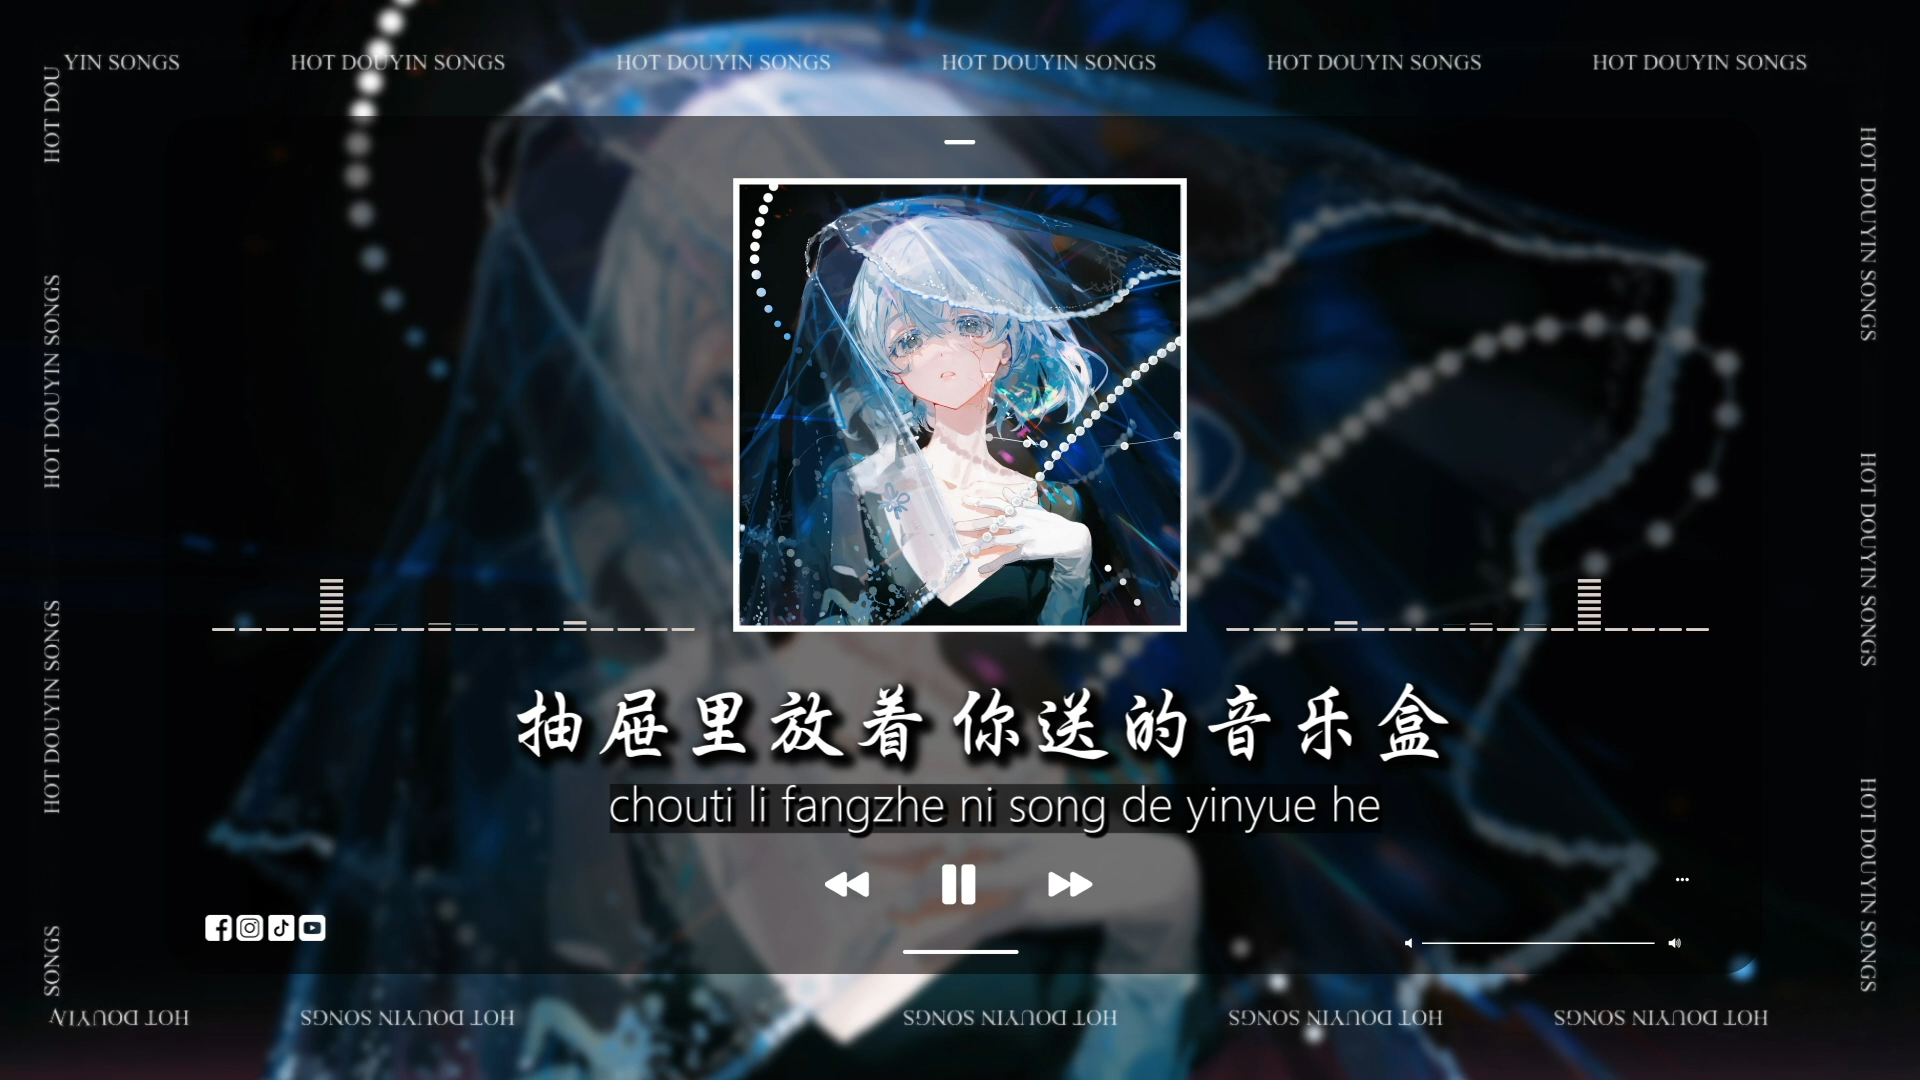 YIN SONGS HOT DOUYIN SONGS HOT DOUYIN SONGS HOT DOUYIN SONGS HOT DOUYIN SONGS HOT DOUYIN SONGS
HOT DOU
HOT DOUYIN SONGS
HOT DOUYIN SONGS
SONGS
HOT DOUYIN SONGS
HOT DOUYIN SONGS
HOT DOUYIN SONGS
抽屉里放着你送的音乐盒
chouti li fangzhe ni song de yinyue he
HOT DOUYIN HOT DOUYIN SONGS HOT DOUYIN SONGS HOT DOUYIN SONGS HOT DOUYIN SONGS